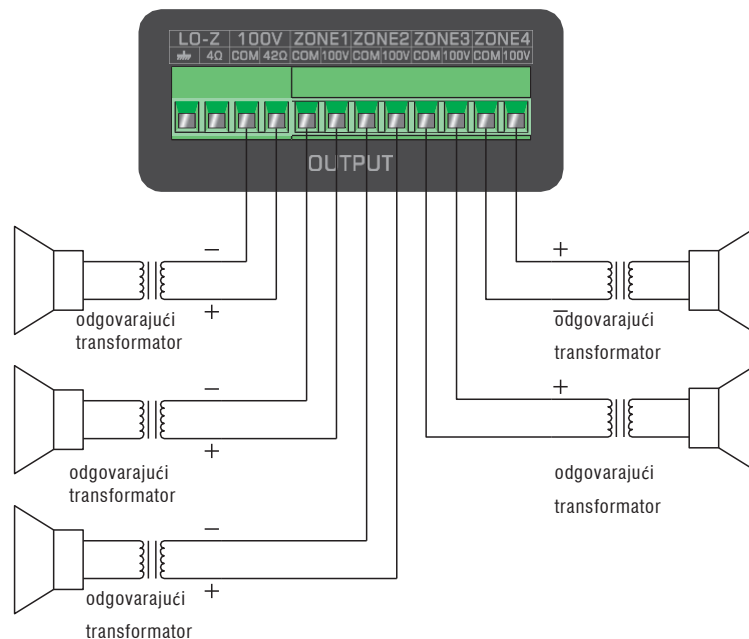 LO-Z 100V ZONE1 ZONE2 ZONE3 ZONE4
4Ω COM 42Ω COM 100V COM 100V COM 100V COM 100V
OUTPUT
−
+
odgovarajući
transformator
−
+
odgovarajući
transformator
−
+
odgovarajući
transformator
+
−
odgovarajući
transformator
+
odgovarajući
transformator